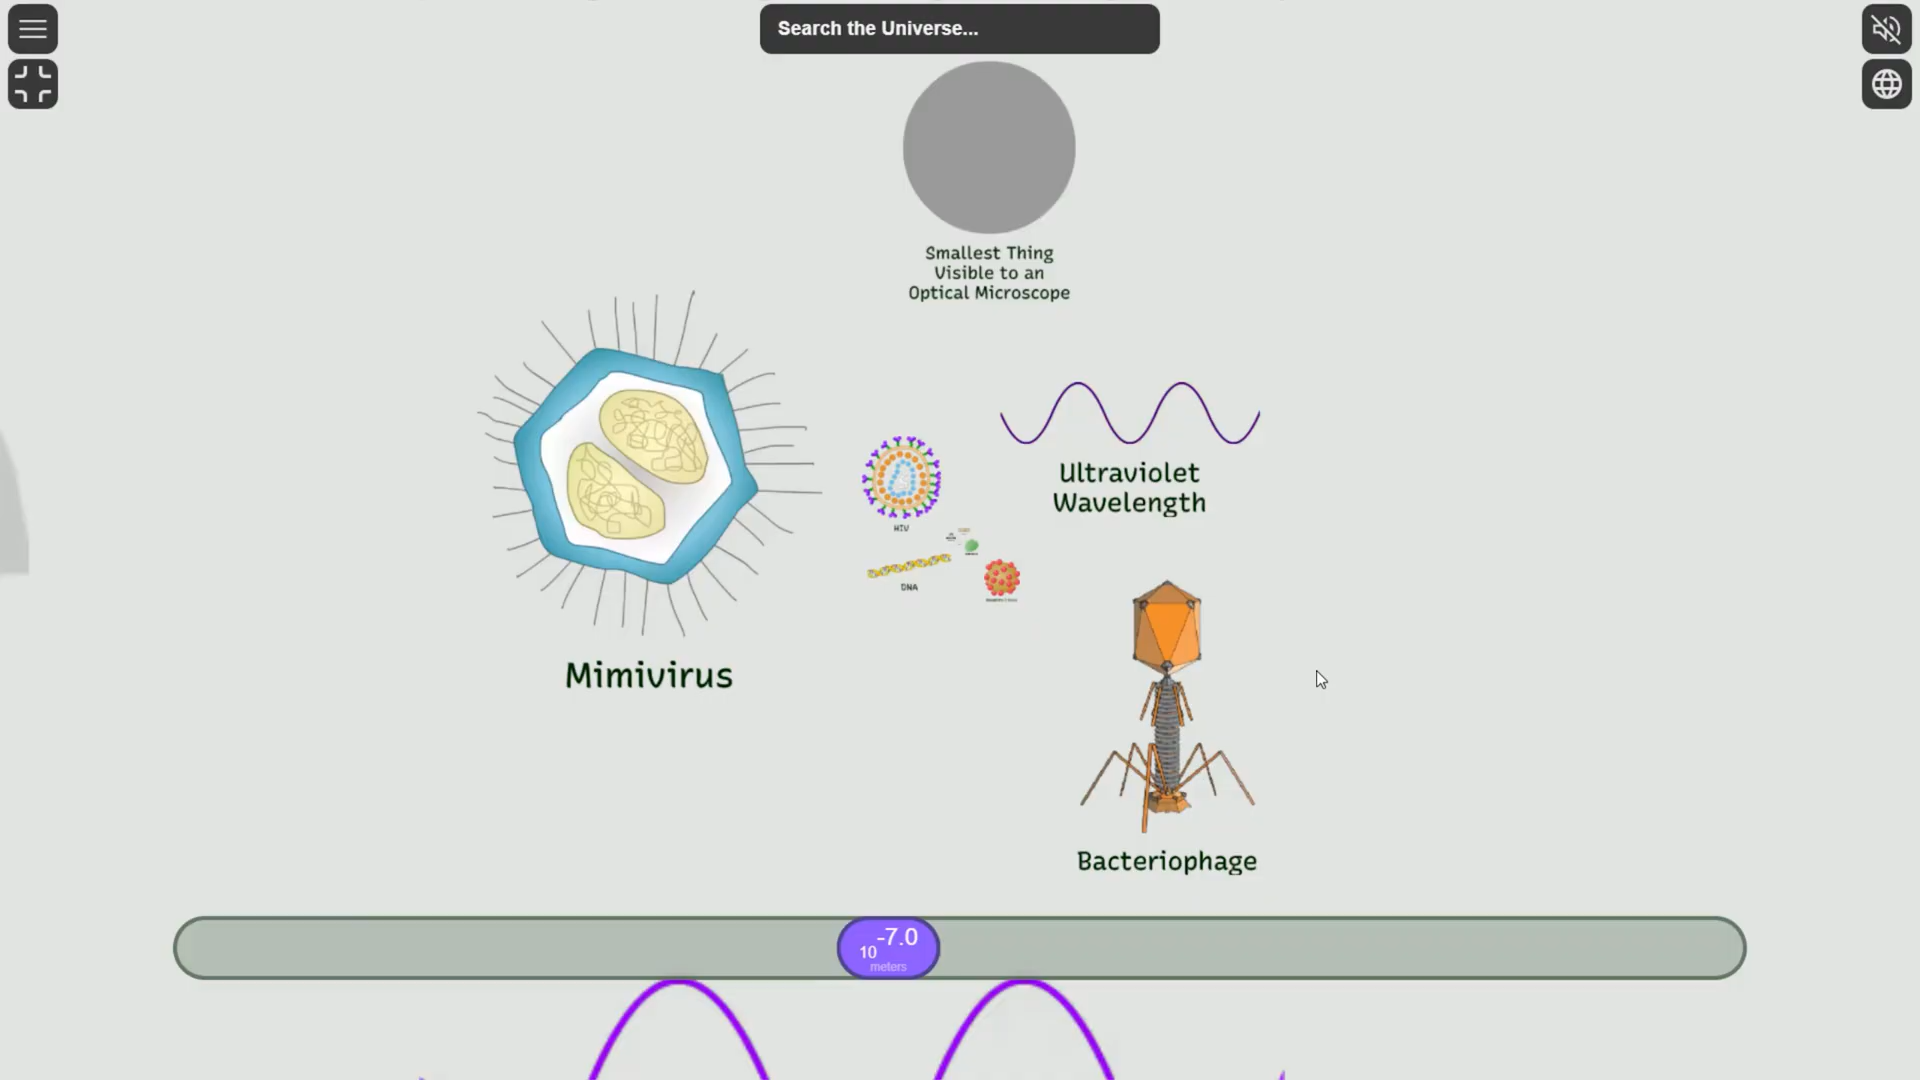 Search the Universe...
Smallest Thing
Visible to an
Optical Microscope
Ultraviolet
Wavelength
HIV
DNA
Mimivirus
Bacteriophage
10 -7.0
meters